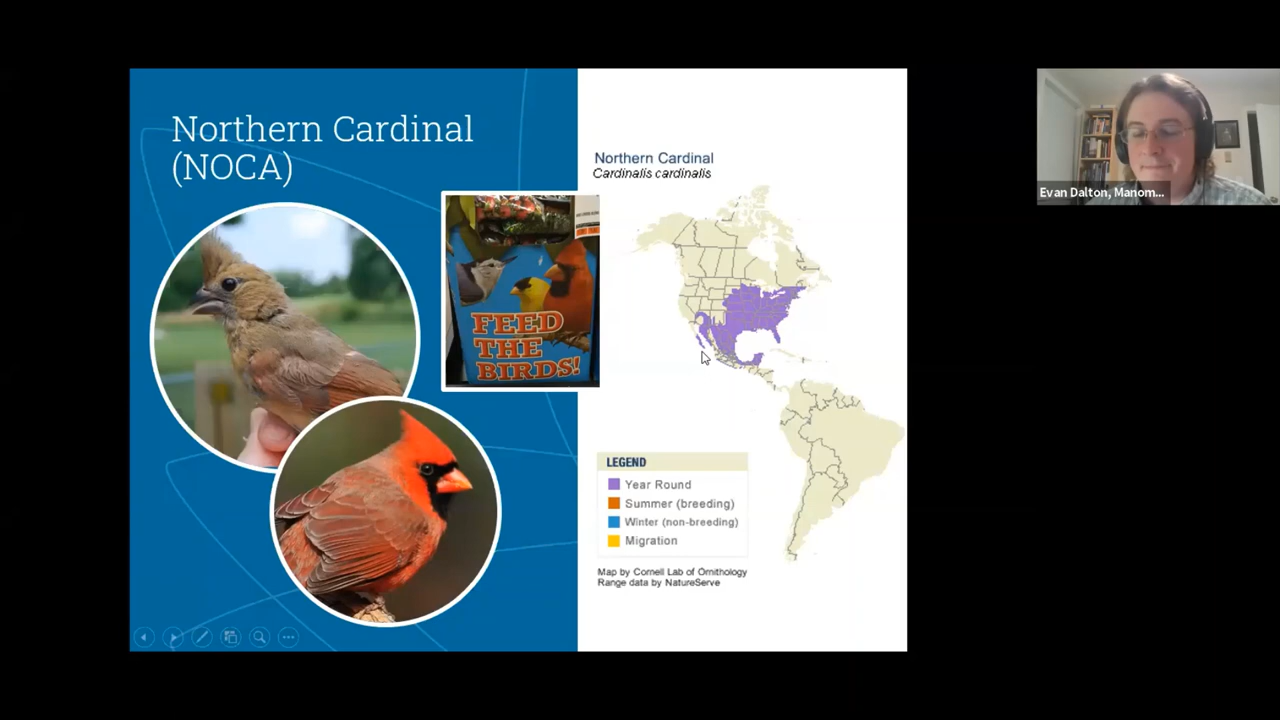 Northern Cardinal
(NOCA)
FEED
THE
BIRDS!
Northern Cardinal
Cardinalis cardinalis
LEGEND
Year Round
Summer (breeding)
Winter (non-breeding)
Migration
Map by Cornell Lab of Ornithology
Range data by NatureServe
Evan Dalton, Manom...